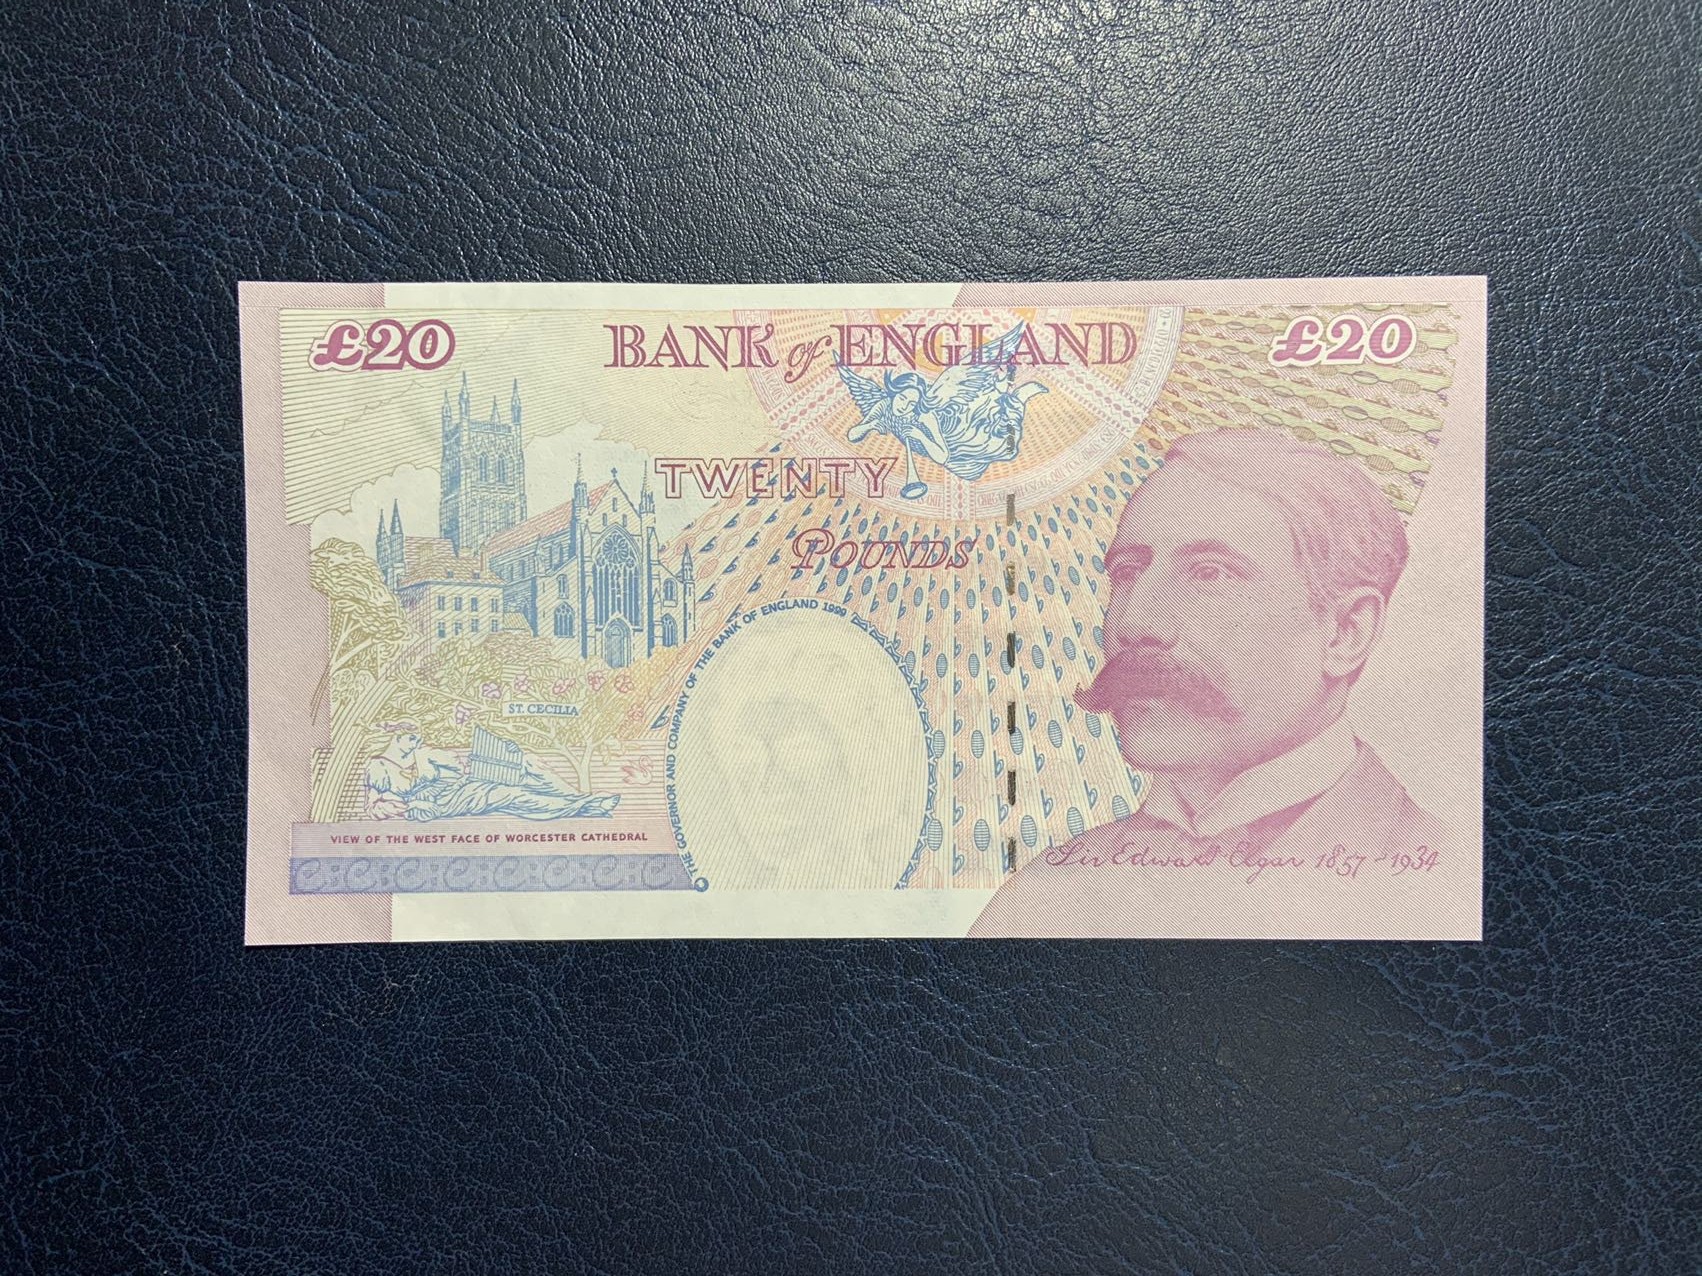 £20
BANK of ENGLAND
£20
TWENTY
POUNDS
THE GOVERNOR AND COMPANY OF THE BANK OF ENGLAND 1999
ST. CECILIA
VIEW OF THE WEST FACE OF WORCESTER CATHEDRAL
Sir Edward Elgar 1857-1934